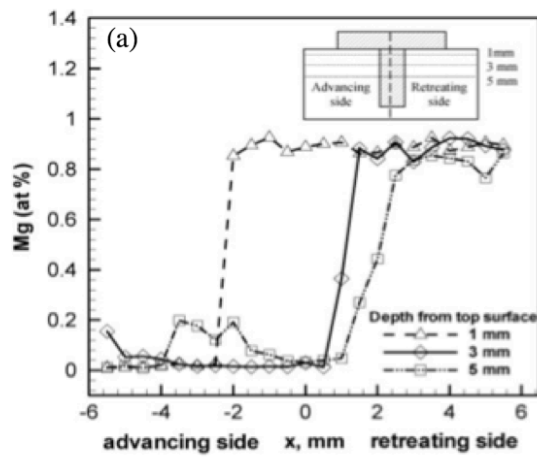 (a)
1.4
1.2
1
0.8
0.6
0.4
0.2
0
Mg (at %)
1mm
3 mm
5 mm
Advancing side
Retreating side
Depth from top surface
1 mm
3 mm
5 mm
-6 -4 -2 0 2 4 6
advancing side x, mm retreating side